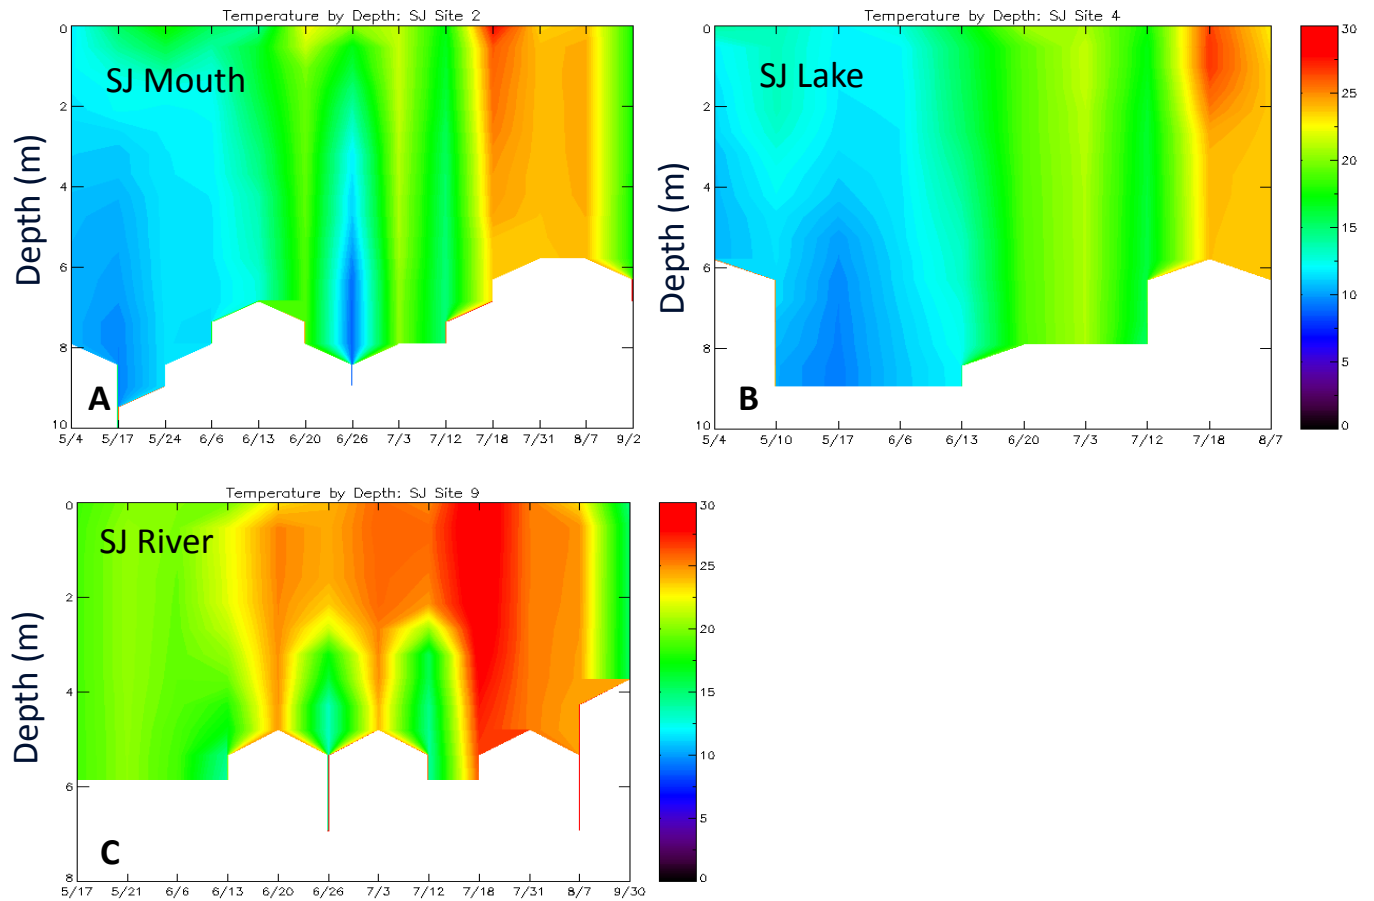 Temperature by Depth: SJ Site 2
SJ Mouth
Depth (m)
0
2
4
6
8
10
A
5/4 5/17 5/24 6/6 6/13 6/20 6/26 7/3 7/12 7/18 7/31 8/7 9/2
Temperature by Depth: SJ Site 4
SJ Lake
Depth (m)
0
2
4
6
8
10
B
5/4 5/10 5/17 6/6 6/13 6/20 7/3 7/12 7/18 8/7
30
25
20
15
10
5
0
Temperature by Depth: SJ Site 9
SJ River
Depth (m)
0
2
4
6
8
C
5/17 5/21 6/6 6/13 6/20 6/26 7/3 7/12 7/18 7/31 8/7 9/30
30
25
20
15
10
5
0